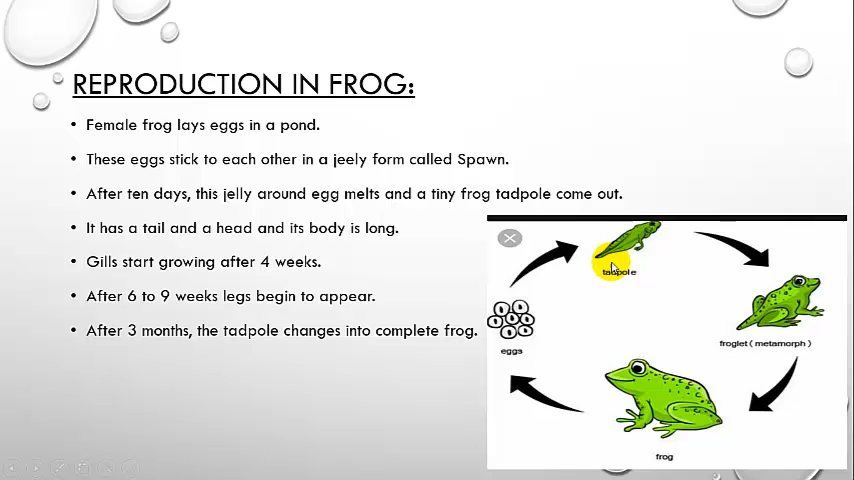 REPRODUCTION IN FROG:
• Female frog lays eggs in a pond.
• These eggs stick to each other in a jeely form called Spawn.
• After ten days, this jelly around egg melts and a tiny frog tadpole come out.
• It has a tail and a head and its body is long.
• Gills start growing after 4 weeks.
• After 6 to 9 weeks legs begin to appear.
• After 3 months, the tadpole changes into complete frog.
tadpole
froglet ( metamorph )
eggs
frog